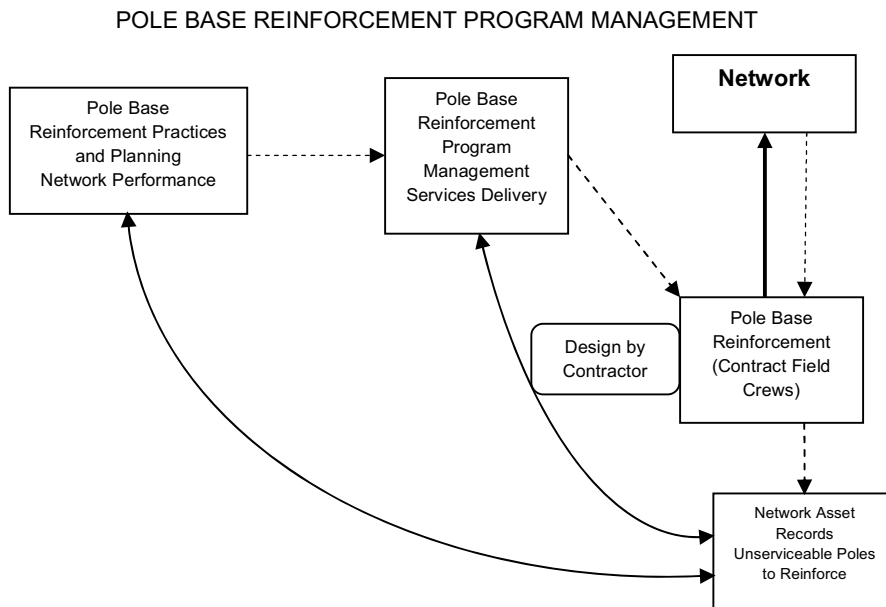 POLE BASE REINFORCEMENT PROGRAM MANAGEMENT
Pole Base
Reinforcement Practices
and Planning
Network Performance
Pole Base
Reinforcement
Program
Management
Services Delivery
Network
Design by
Contractor
Pole Base
Reinforcement
(Contract Field
Crews)
Network Asset
Records
Unserviceable Poles
to Reinforce